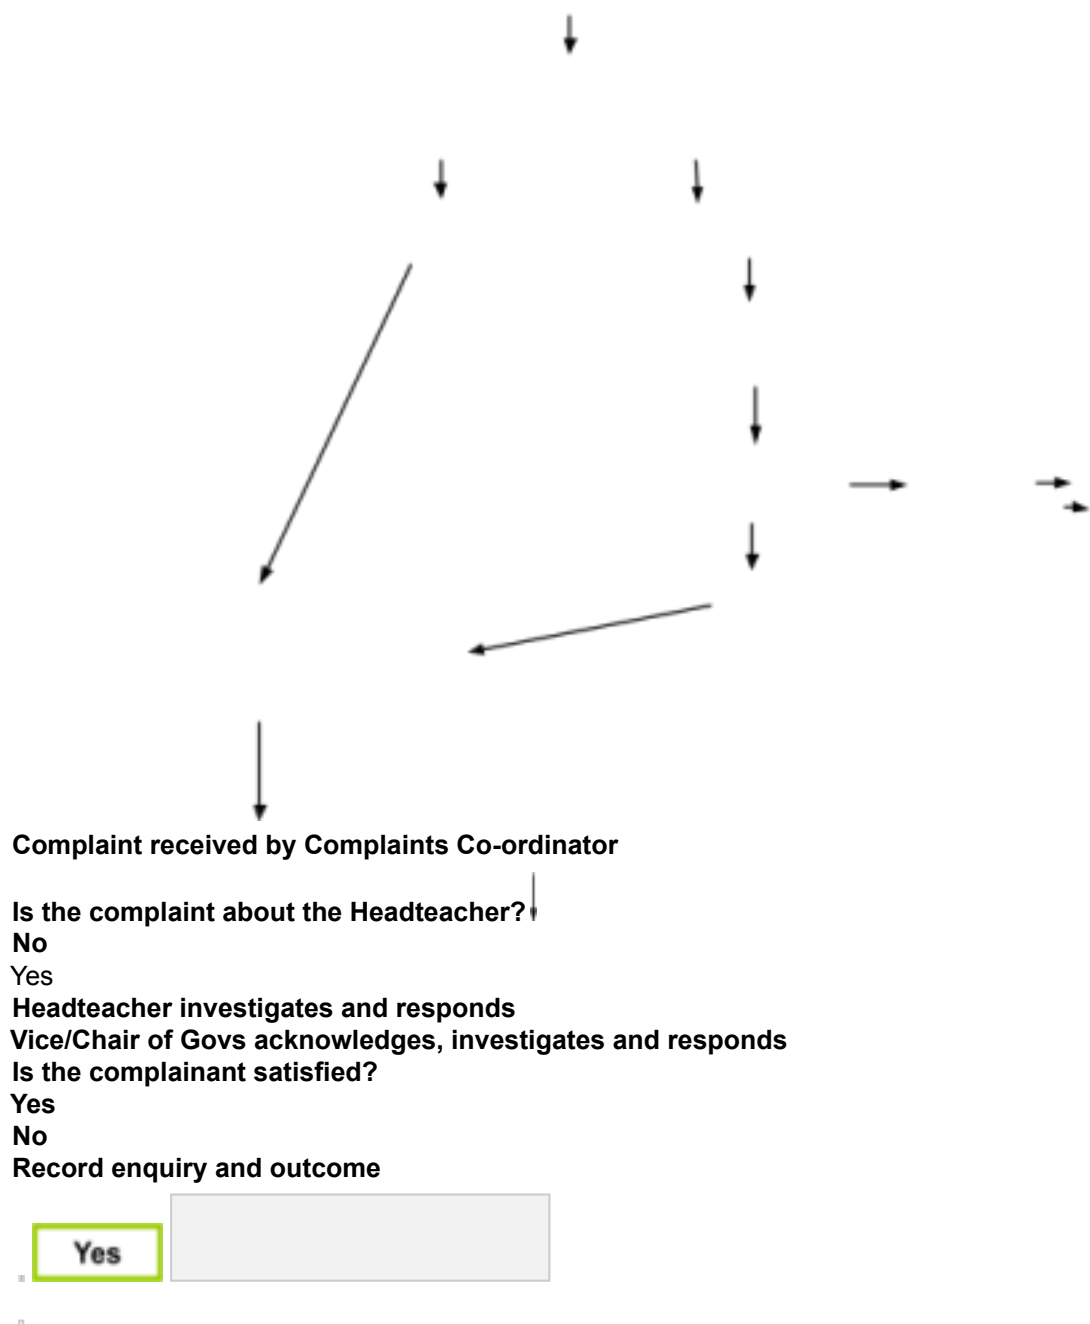 Complaint received by Complaints Co-ordinator
Is the complaint about the Headteacher?
No
Yes
Headteacher investigates and responds
Vice/Chair of Govs acknowledges, investigates and responds
Is the complainant satisfied?
Yes
No
Record enquiry and outcome
Yes